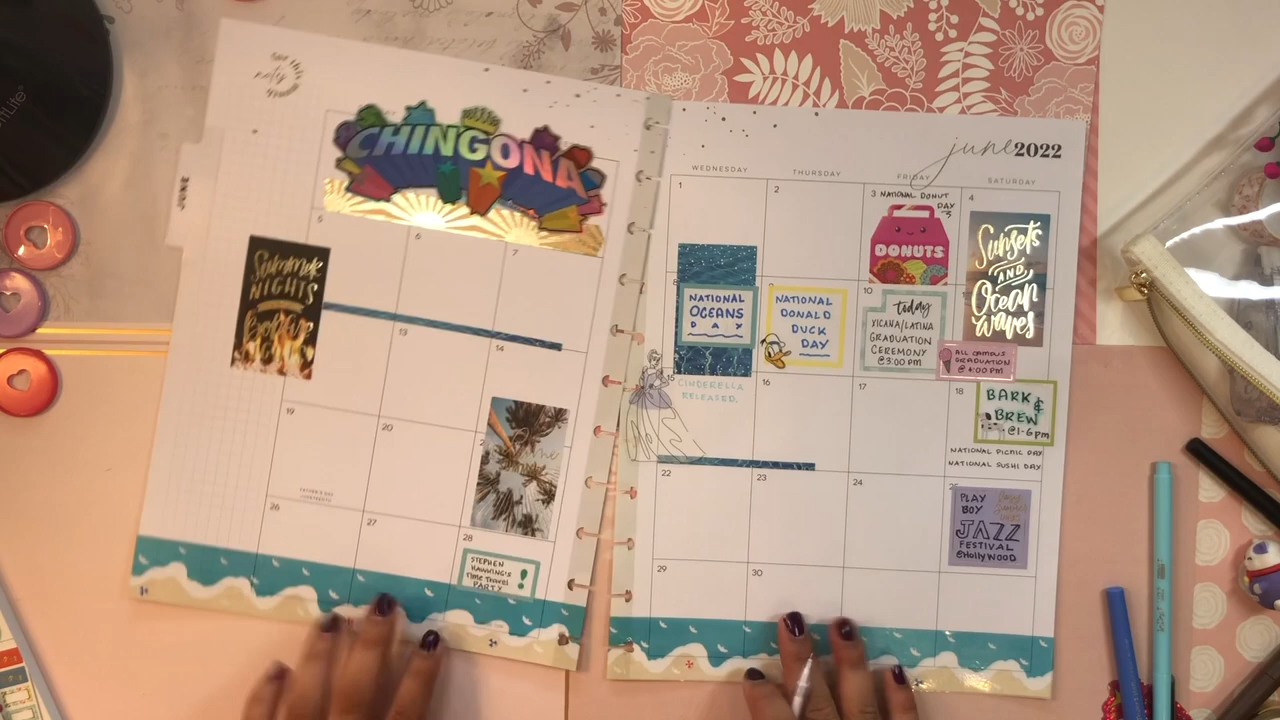 CHINGONA
5
6
7
Summer
NIGHTS
13
14
19
20
FATHER'S DAY
JUNETEENTH
26
27
28
STEPHEN
HAWKING'S
TIME TRAVEL
PARTY
june 2022
WEDNESDAY
THURSDAY
FRIDAY
SATURDAY
1
2
3 NATIONAL DONUT
DAY
4
DONUTS
Sunsets
AND
Ocean
waves
NATIONAL
OCEANS
DAY
NATIONAL
DONALD
DUCK
DAY
10
today
XICANA/LATINA
GRADUATION
CEREMONY
@3:00 PM
ALL CAMPUS
GRADUATION
@ 4:00 PM
15
CINDERELLA
RELEASED.
16
17
18
BARK &
BREW
@1-6pm
NATIONAL PICNIC DAY
NATIONAL SUSHI DAY
22
23
24
25
PLAY
BOY
JAZZ
FESTIVAL
@HOLLYWOOD
29
30